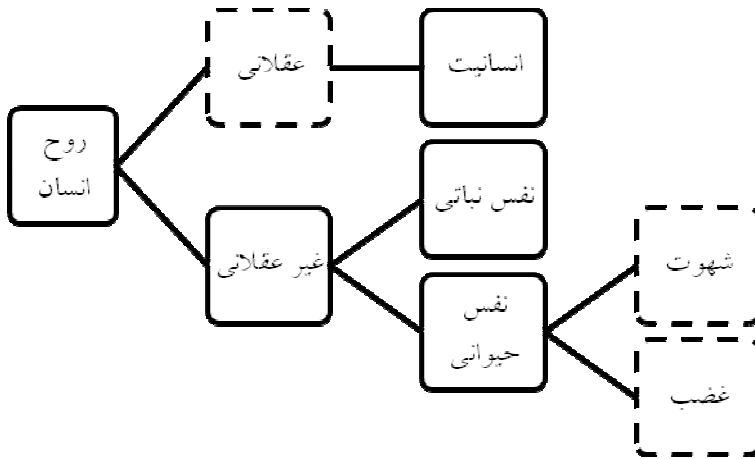 روح
انسان
عقلانی
انسانیت
غیر عقلانی
نفس نباتی
نفس
حیوانی
شهوت
غضب